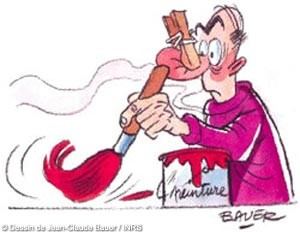 Peinture
BAUER
© Dessin de Jean-Claude Bauer / INRS